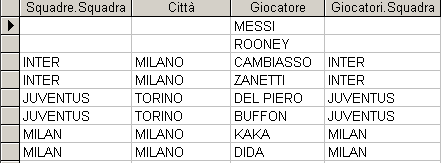 Squadre.Squadra Città Giocatore Giocatori.Squadra
MESSI
ROONEY
INTER MILANO CAMBIASSO INTER
INTER MILANO ZANETTI INTER
JUVENTUS TORINO DEL PIERO JUVENTUS
JUVENTUS TORINO BUFFON JUVENTUS
MILAN MILANO KAKA MILAN
MILAN MILANO DIDA MILAN